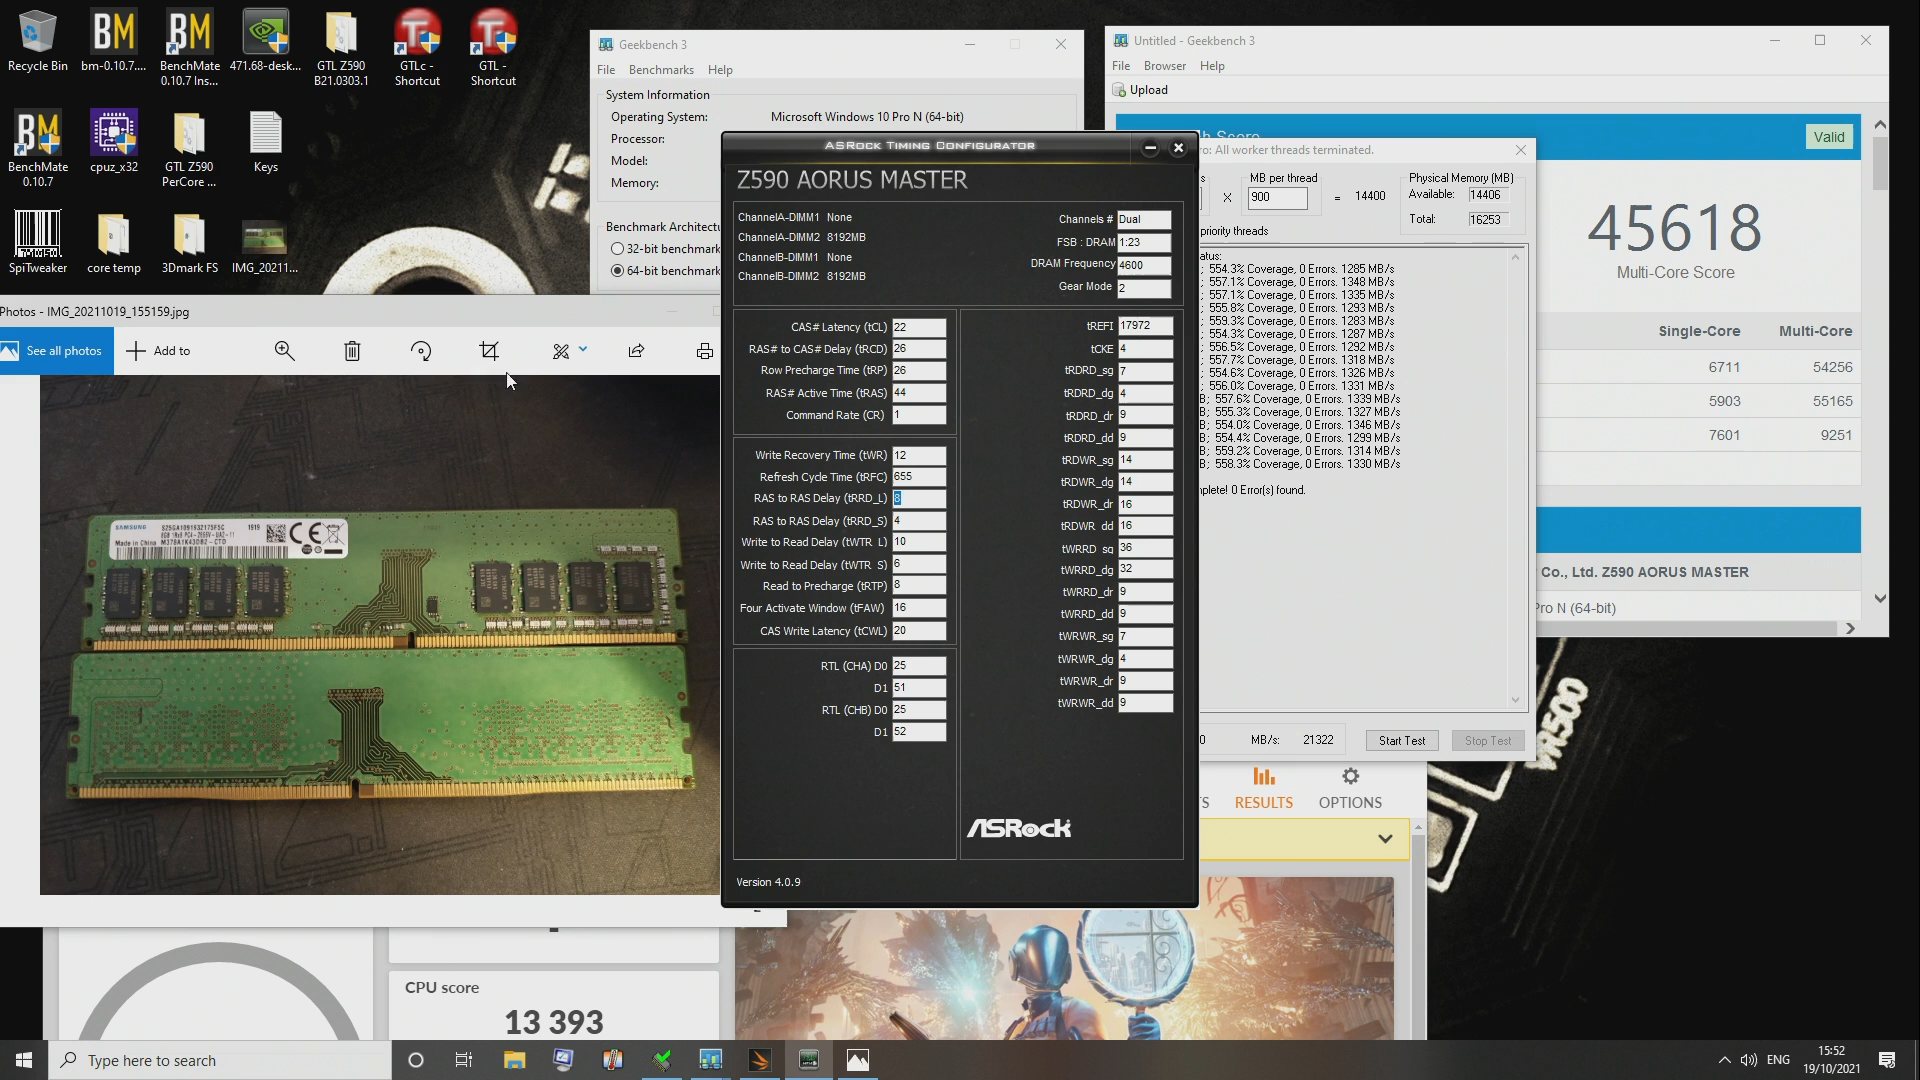 Recycle Bin
bm-0.10.7....
BenchMate 0.10.7 Ins...
471.68-desk...
GTL Z590 B21.0303.1
GTLc - Shortcut
GTL - Shortcut
BenchMate 0.10.7
cpuz_x32
GTL Z590 PerCore ...
Keys
SpiTweaker
core temp
3Dmark FS
IMG_20211...
Geekbench 3
File Benchmarks Help
System Information
Operating System: Microsoft Windows 10 Pro N (64-bit)
Processor:
Model:
Memory:
Benchmark Architectu
32-bit benchmark
64-bit benchmark
Untitled - Geekbench 3
File Browser Help
Upload
h Score
Valid
45618
Multi-Core Score
Single-Core Multi-Core
6711 54256
5903 55165
7601 9251
Co., Ltd. Z590 AORUS MASTER
Pro N (64-bit)
ro: All worker threads terminated.
MB per thread
X 900 = 14400
Physical Memory (MB)
Available: 14406
Total: 16253
priority threads
atus:
; 554.3% Coverage, 0 Errors. 1285 MB/s
; 557.1% Coverage, 0 Errors. 1348 MB/s
; 557.1% Coverage, 0 Errors. 1335 MB/s
; 555.8% Coverage, 0 Errors. 1293 MB/s
; 559.3% Coverage, 0 Errors. 1283 MB/s
; 554.3% Coverage, 0 Errors. 1287 MB/s
; 556.5% Coverage, 0 Errors. 1292 MB/s
; 557.7% Coverage, 0 Errors. 1318 MB/s
; 554.6% Coverage, 0 Errors. 1326 MB/s
; 556.0% Coverage, 0 Errors. 1331 MB/s
B; 557.6% Coverage, 0 Errors. 1339 MB/s
B; 555.3% Coverage, 0 Errors. 1327 MB/s
B; 554.0% Coverage, 0 Errors. 1346 MB/s
B; 554.4% Coverage, 0 Errors. 1299 MB/s
B; 559.2% Coverage, 0 Errors. 1314 MB/s
B; 558.3% Coverage, 0 Errors. 1330 MB/s
nplete! 0 Error(s) found.
0 MB/s: 21322 Start Test Stop Test
ASRock Timing Configurator
Z590 AORUS MASTER
ChannelA-DIMM1 None
ChannelA-DIMM2 8192MB
ChannelB-DIMM1 None
ChannelB-DIMM2 8192MB
Channels # Dual
FSB : DRAM 1:23
DRAM Frequency 4600
Gear Mode 2
CAS# Latency (tCL) 22
RAS# to CAS# Delay (tRCD) 26
Row Precharge Time (tRP) 26
RAS# Active Time (tRAS) 44
Command Rate (CR) 1
Write Recovery Time (tWR) 12
Refresh Cycle Time (tRFC) 655
RAS to RAS Delay (tRRD_L) 8
RAS to RAS Delay (tRRD_S) 4
Write to Read Delay (tWTR_L) 10
Write to Read Delay (tWTR_S) 6
Read to Precharge (tRTP) 8
Four Activate Window (tFAW) 16
CAS Write Latency (tCWL) 20
RTL (CHA) D0 25
D1 51
RTL (CHB) D0 25
D1 52
tREFI 17972
tCKE 4
tRDRD_sg 7
tRDRD_dg 4
tRDRD_dr 9
tRDRD_dd 9
tRDWR_sg 14
tRDWR_dg 14
tRDWR_dr 16
tRDWR_dd 16
tWRRD_sg 36
tWRRD_dg 32
tWRRD_dr 9
tWRRD_dd 9
tWRWR_sg 7
tWRWR_dg 4
tWRWR_dr 9
tWRWR_dd 9
ASRock
Version 4.0.9
Photos - IMG_20211019_155159.jpg
See all photos
Add to
SAMSUNG
1919
8GB 1Rx8 PC4-2666V-UA2-11
Made in China M378A1K43DB2-CTD
TS RESULTS OPTIONS
CPU score
13 393
Type here to search
ENG
15:52
19/10/2021